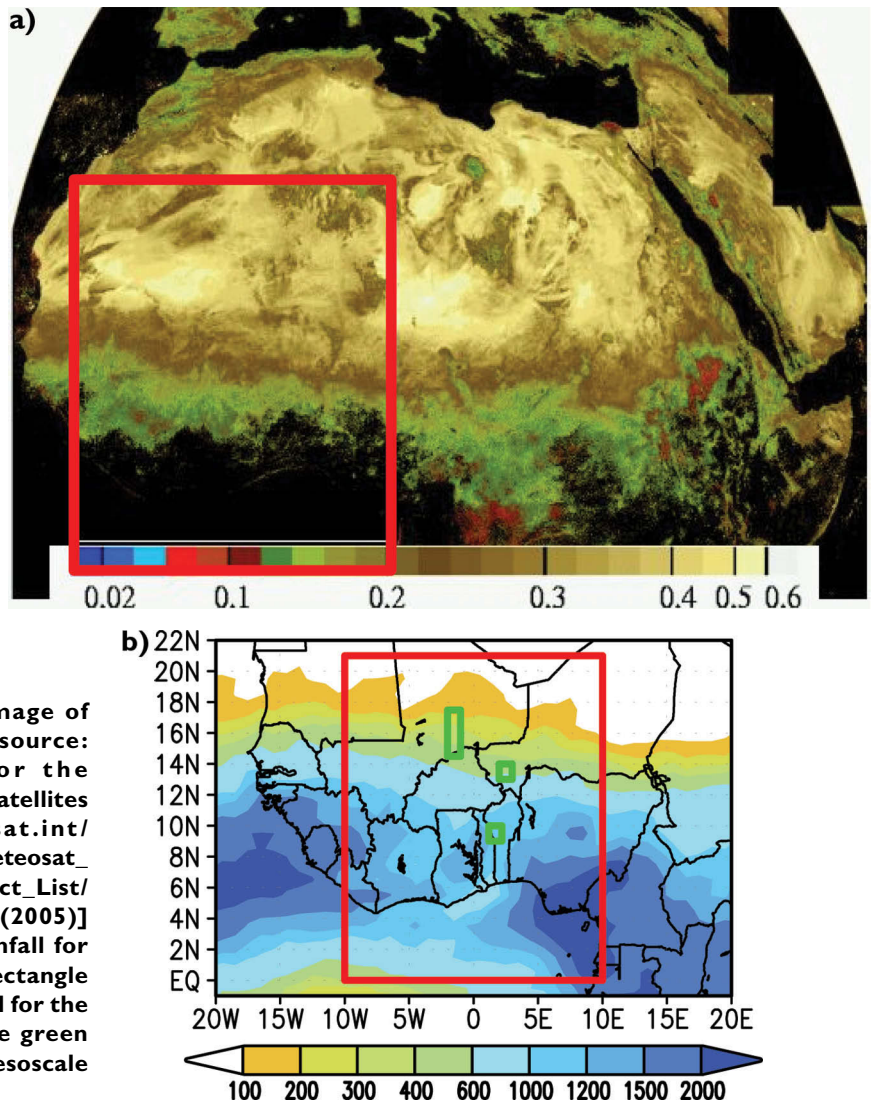 a)
0.02 0.1 0.2 0.3 0.4 0.5 0.6
b)
22N
20N
18N
16N
14N
12N
10N
8N
6N
4N
2N
EQ
20W 15W 10W 5W 0 5E 10E 15E 20E
100 200 300 400 600 1000 1200 1500 2000
mage of
source:
or the
atellites
sat.int/
eteosat_
ct_List/
(2005)]
nfall for
ectangle
l for the
e green
esoscale